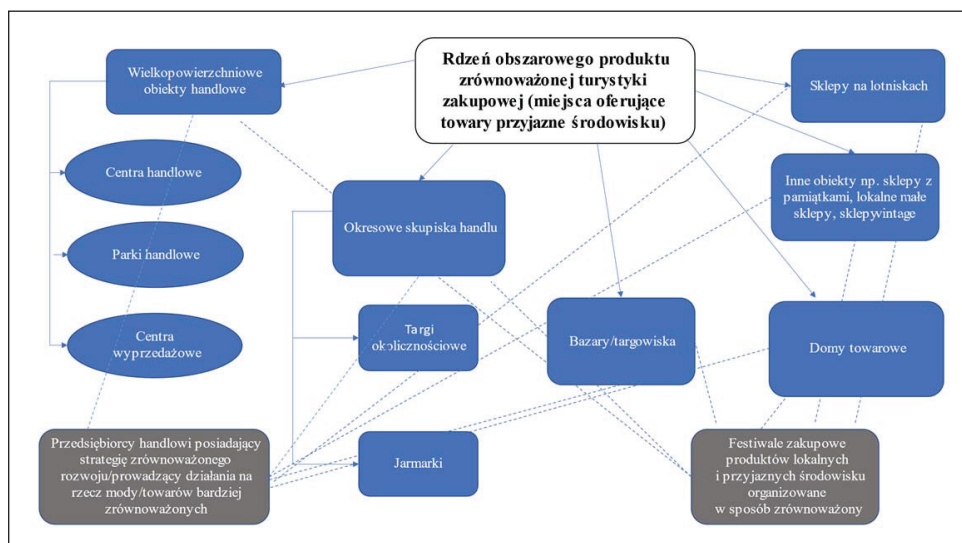 Rdzeń obszarowego produktu
zrównoważonej turystyki
zakupowej (miejsca oferujące
towary przyjazne środowisku)
Wielkopowierzchniowe
obiekty handlowe
Centra handlowe
Parki handlowe
Centra
wyprzedażowe
Okresowe skupiska handlu
Targi
okolicznościowe
Jarmarki
Bazary/targowiska
Sklepy na lotniskach
Inne obiekty np. sklepy z
pamiątkami, lokalne małe
sklepy, sklepyvintage
Domy towarowe
Przedsiębiorcy handlowi posiadający
strategię zrównoważonego
rozwoju/prowadzący działania na
rzecz mody/towarów bardziej
zrównoważonych
Festiwale zakupowe
produktów lokalnych
i przyjaznych środowisku
organizowane
w sposób zrównoważony